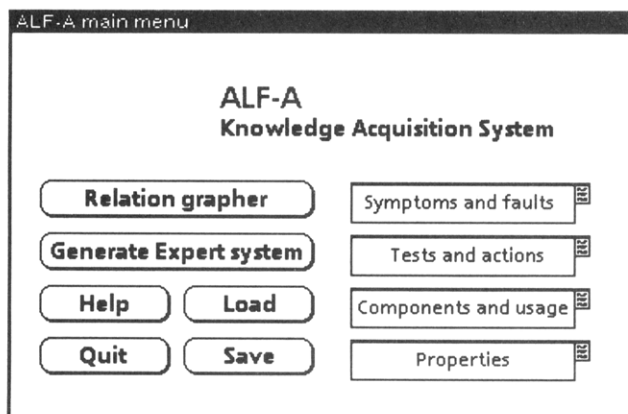 ALF-A main menu
ALF-A
Knowledge Acquisition System
Relation grapher
Symptoms and faults
Generate Expert system
Tests and actions
Help
Load
Components and usage
Quit
Save
Properties